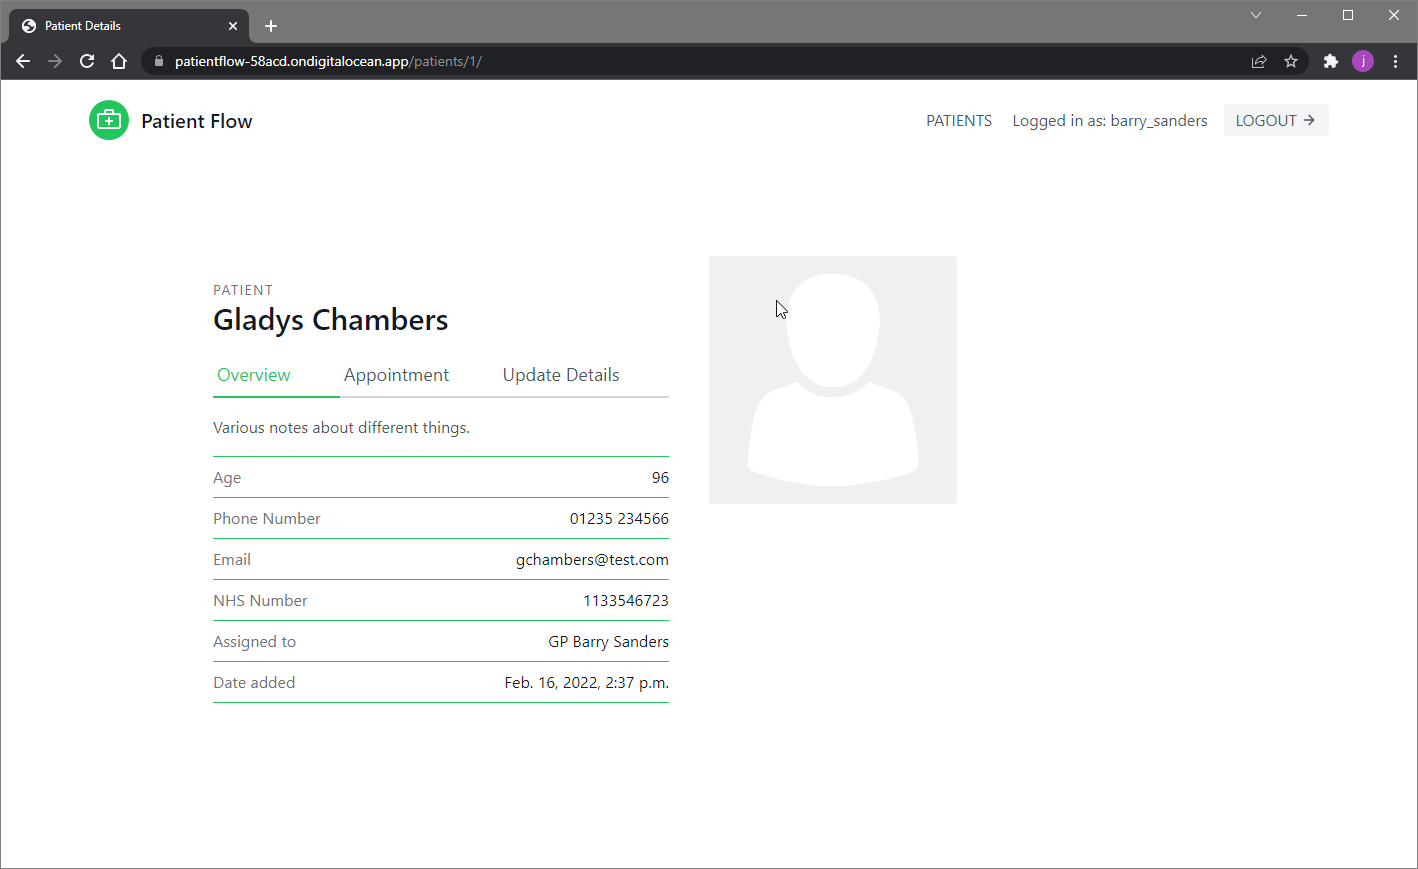 Patient Details
patientflow-58acd.ondigitalocean.app/patients/1/
j
Patient Flow
PATIENTS
Logged in as: barry_sanders
LOGOUT →
PATIENT
Gladys Chambers
Overview
Appointment
Update Details
Various notes about different things.
Age 96
Phone Number 01235 234566
Email gchambers@test.com
NHS Number 1133546723
Assigned to GP Barry Sanders
Date added Feb. 16, 2022, 2:37 p.m.